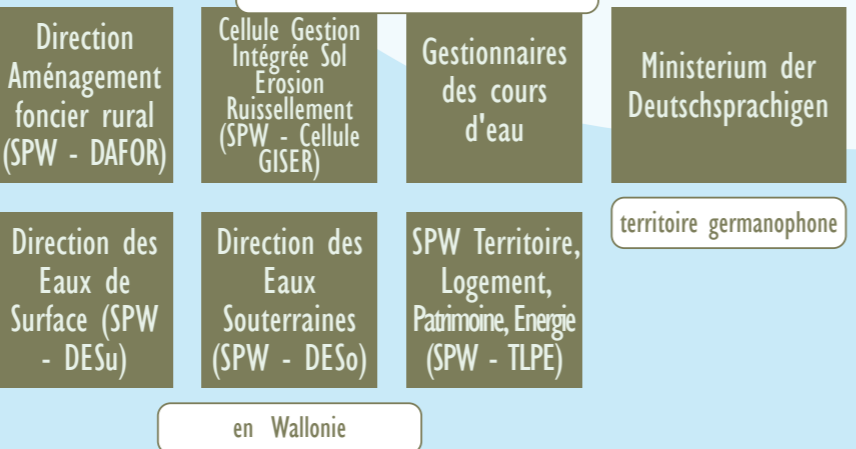 Direction
Aménagement
foncier rural
(SPW - DAFOR)
Cellule Gestion
Intégrée Sol
Erosion
Ruissellement
(SPW - Cellule
GISER)
Gestionnaires
des cours
d'eau
Ministerium der
Deutschsprachigen
territoire germanophone
Direction des
Eaux de
Surface (SPW
- DESu)
Direction des
Eaux
Souterraines
(SPW - DESo)
SPW Territoire,
Logement,
Patrimoine, Energie
(SPW - TLPE)
en Wallonie